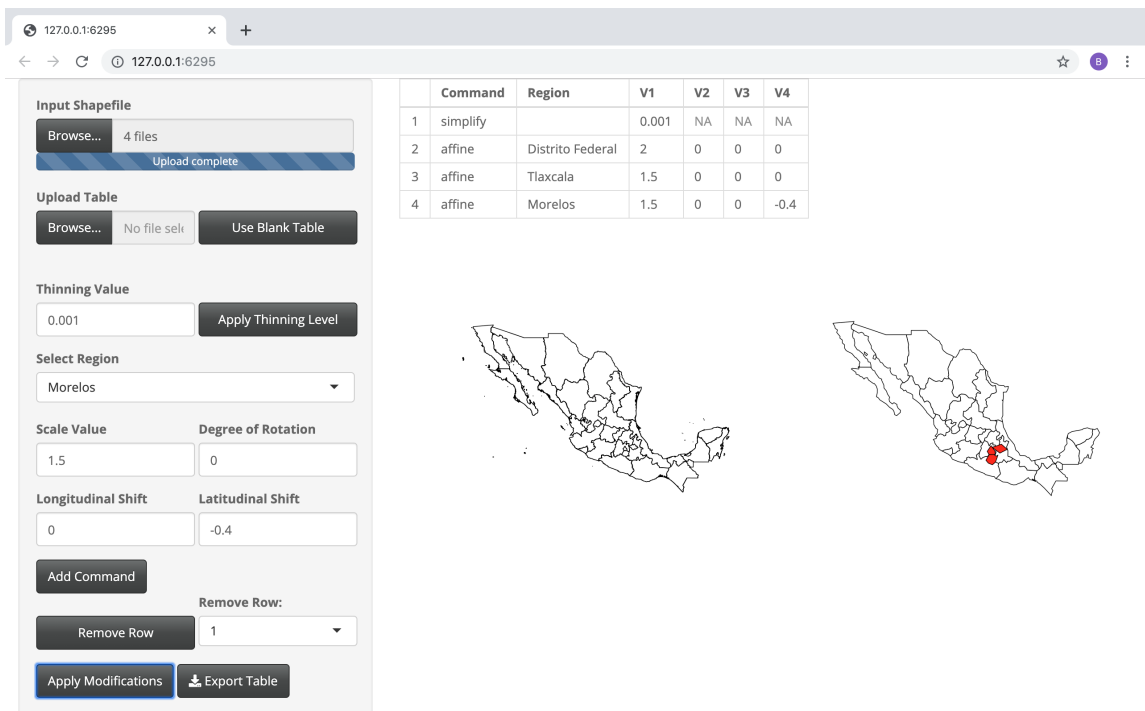 127.0.0.1:6295
127.0.0.1:6295
B
Input Shapefile
Browse... 4 files
Upload complete
Upload Table
Browse... No file sele Use Blank Table
Thinning Value
0.001 Apply Thinning Level
Select Region
Morelos
Scale Value Degree of Rotation
1.5 0
Longitudinal Shift Latitudinal Shift
0 -0.4
Add Command
Remove Row:
Remove Row 1
Apply Modifications Export Table
Command Region V1 V2 V3 V4
1 simplify 0.001 NA NA NA
2 affine Distrito Federal 2 0 0 0
3 affine Tlaxcala 1.5 0 0 0
4 affine Morelos 1.5 0 0 -0.4